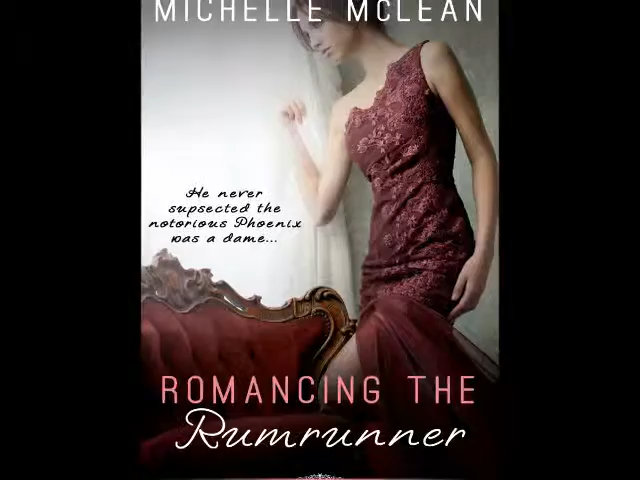 MICHELLE MCLEAN
He never
supsected the
notorious Phoenix
was a dame...
ROMANCING THE
Rumrunner